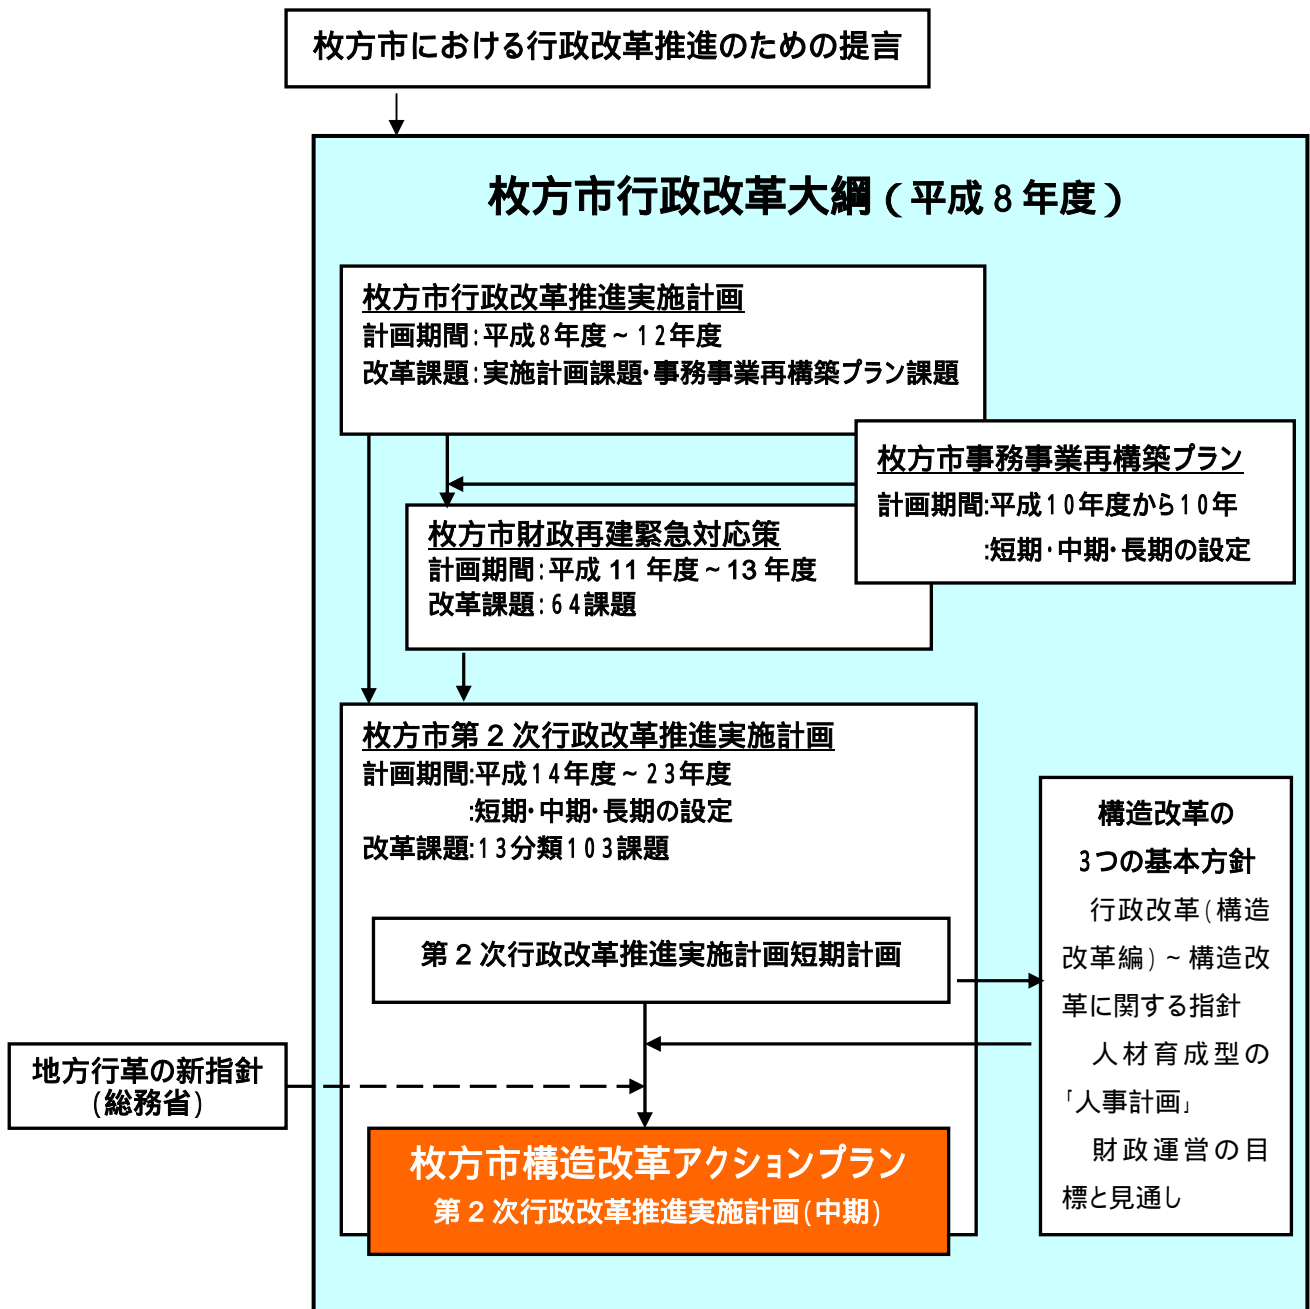 枚方市における行政改革推進のための提言
枚方市行政改革大綱（平成８年度）
枚方市行政改革推進実施計画
計画期間：平成８年度～１２年度
改革課題：実施計画課題・事務事業再構築プラン課題
枚方市事務事業再構築プラン
計画期間：平成１０年度から１０年
：短期・中期・長期の設定
枚方市財政再建緊急対応策
計画期間：平成 11 年度～13 年度
改革課題：６４課題
枚方市第２次行政改革推進実施計画
計画期間：平成１４年度～２３年度
：短期・中期・長期の設定
改革課題：１３分類１０３課題
第２次行政改革推進実施計画短期計画
構造改革の
３つの基本方針
行政改革（構造
改革編）～構造改
革に関する指針
人材育成型の
「人事計画」
財政運営の目
標と見通し
地方行革の新指針
（総務省）
枚方市構造改革アクションプラン
第２次行政改革推進実施計画（中期）